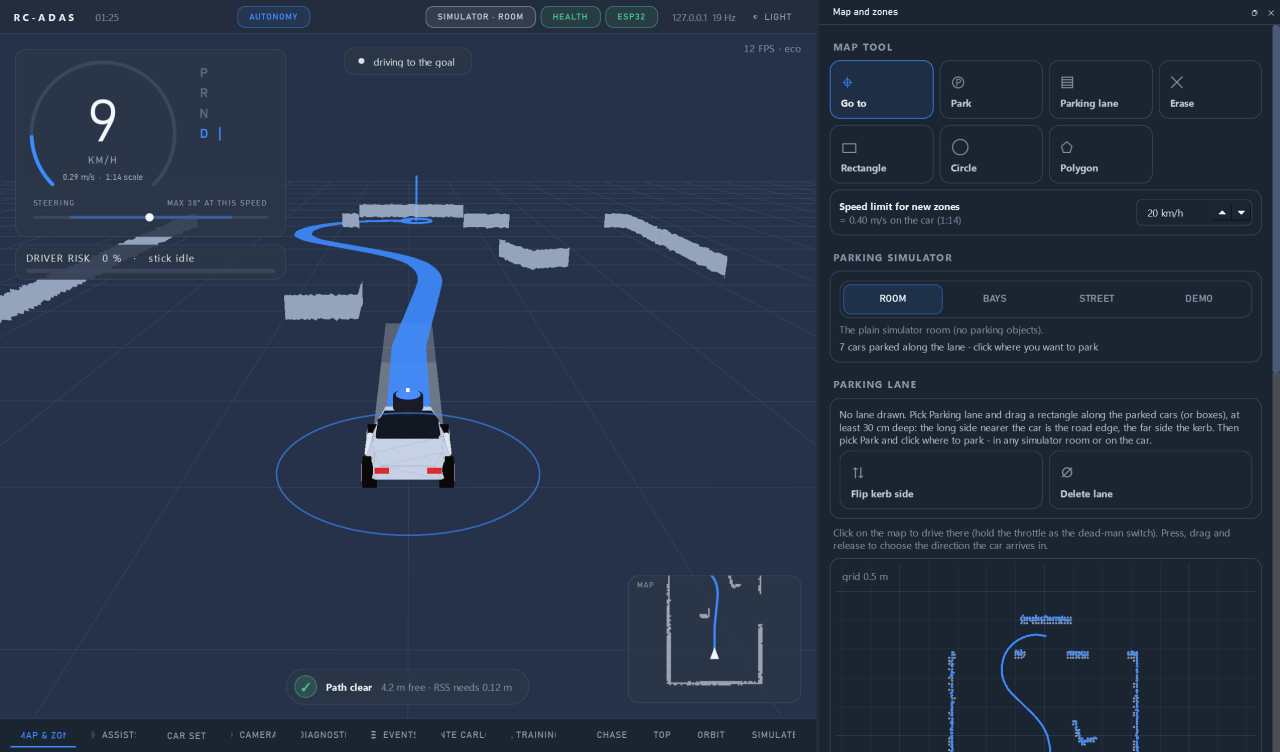 RC-ADAS
01:25
AUTONOMY
SIMULATOR · ROOM
HEALTH
ESP32
127.0.0.1 19 Hz
LIGHT
12 FPS · eco
driving to the goal
P
R
N
D
9
KM/H
0.29 m/s · 1:14 scale
STEERING
MAX 38° AT THIS SPEED
DRIVER RISK 0 % · stick idle
MAP
Path clear
4.2 m free · RSS needs 0.12 m
ASSIST
CAR SET
CAMERA
EVENTS
TRAINING
CHASE
TOP
ORBIT
SIMULATE
Map and zones
MAP TOOL
Go to
Park
Parking lane
Erase
Rectangle
Circle
Polygon
Speed limit for new zones
= 0.40 m/s on the car (1:14)
20 km/h
PARKING SIMULATOR
ROOM
BAYS
STREET
DEMO
The plain simulator room (no parking objects).
7 cars parked along the lane · click where you want to park
PARKING LANE
No lane drawn. Pick Parking lane and drag a rectangle along the parked cars (or boxes), at
least 30 cm deep: the long side nearer the car is the road edge, the far side the kerb. Then
pick Park and click where to park - in any simulator room or on the car.
Flip kerb side
Delete lane
Click on the map to drive there (hold the throttle as the dead-man switch). Press, drag and
release to choose the direction the car arrives in.
grid 0.5 m